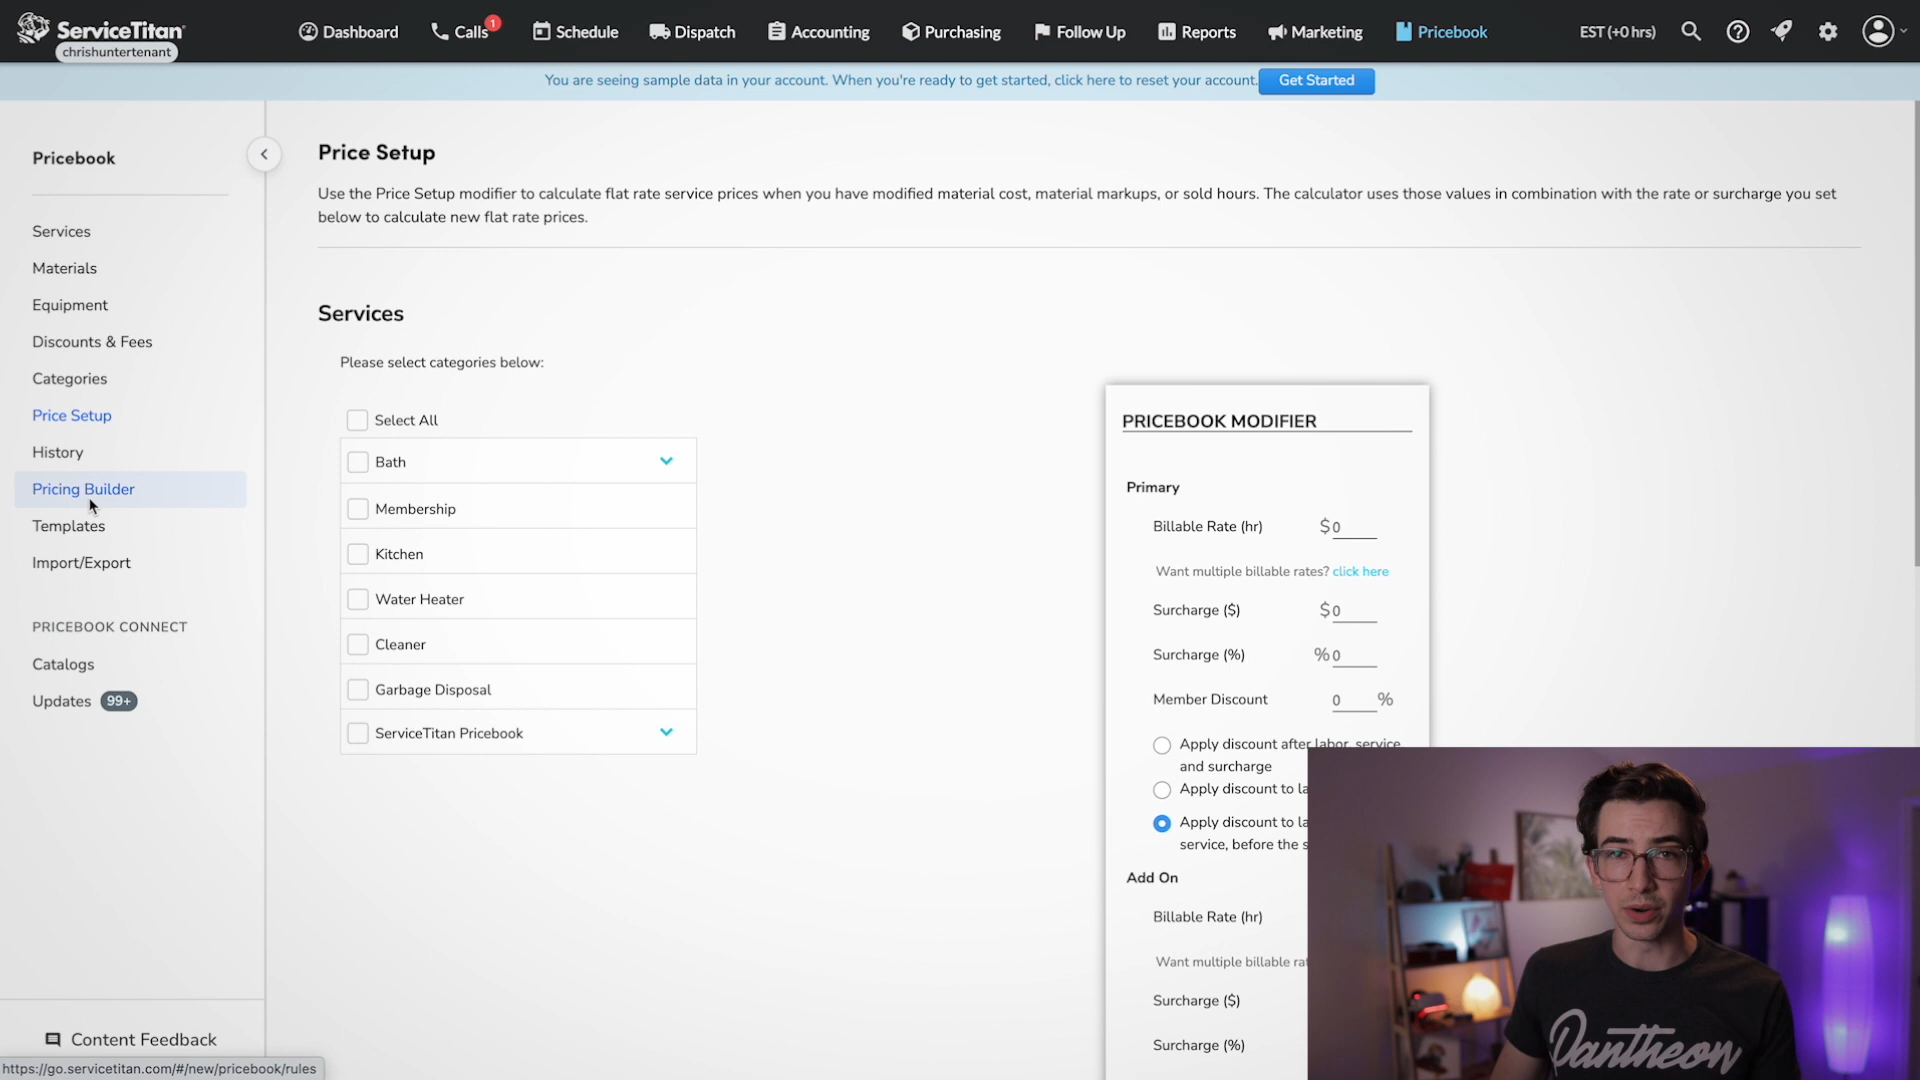 ServiceTitan
chrishuntertenant
Dashboard
Calls
1
Schedule
Dispatch
Accounting
Purchasing
Follow Up
Reports
Marketing
Pricebook
EST (+0 hrs)
You are seeing sample data in your account. When you're ready to get started, click here to reset your account.
Get Started
Pricebook
Services
Materials
Equipment
Discounts & Fees
Categories
Price Setup
History
Pricing Builder
Templates
Import/Export
PRICEBOOK CONNECT
Catalogs
Updates 99+
Content Feedback
https://go.servicetitan.com/#/new/pricebook/rules
Price Setup
Use the Price Setup modifier to calculate flat rate service prices when you have modified material cost, material markups, or sold hours. The calculator uses those values in combination with the rate or surcharge you set
below to calculate new flat rate prices.
Services
Please select categories below:
Select All
Bath
Membership
Kitchen
Water Heater
Cleaner
Garbage Disposal
ServiceTitan Pricebook
PRICEBOOK MODIFIER
Primary
Billable Rate (hr) $ 0
Want multiple billable rates? click here
Surcharge ($) $ 0
Surcharge (%) % 0
Member Discount 0 %
Apply discount after labor, service
and surcharge
Apply discount to la
Apply discount to la
service, before the s
Add On
Billable Rate (hr)
Want multiple billable rat
Surcharge ($)
Surcharge (%)
Pantheon